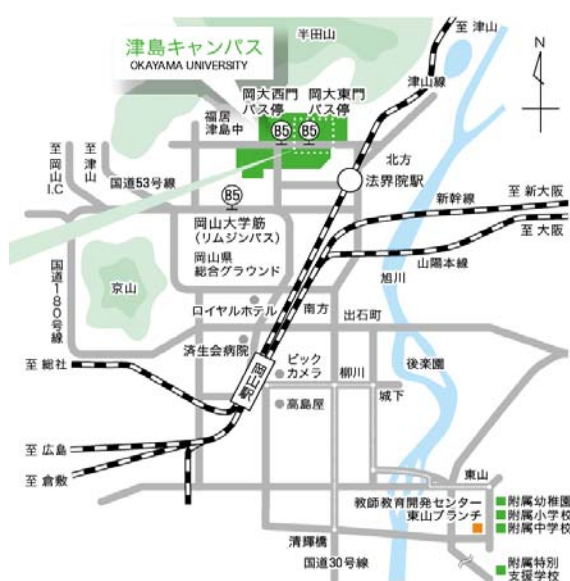 半田山
至 津山
津島キャンパス
OKAYAMA UNIVERSITY
津山線
N
岡大西門
バス停
岡大東門
バス停
福居
津島中
北方
法界院駅
至 岡山 I.C
至 津山
国道53号線
新幹線
至 新大阪
至 大阪
岡山大学筋
(リムジンバス)
岡山県
総合グラウンド
山陽本線
旭川
国道180号線
京山
ロイヤルホテル
南方
出石町
済生会病院
岡山駅
ビック
カメラ
柳川
後楽園
至 総社
城下
高島屋
至 広島
至 倉敷
東山
教師教育開発センター
東山ブランチ
附属幼稚園
附属小学校
附属中学校
清輝橋
国道30号線
附属特別
支援学校